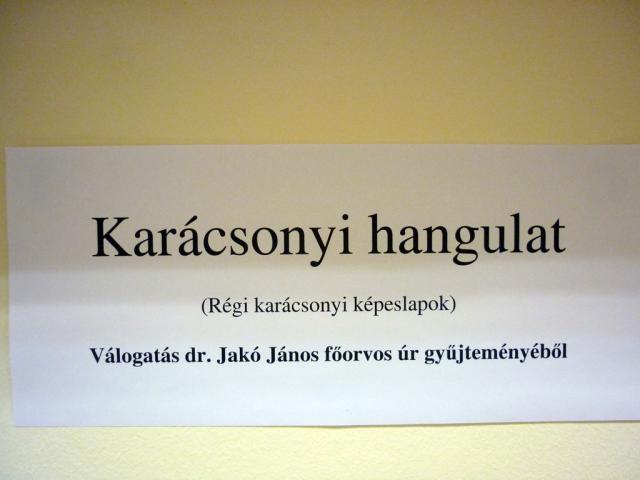 Karácsonyi hangulat
(Régi karácsonyi képeslapok)
Válogatás dr. Jakó János főorvos úr gyűjteményéből